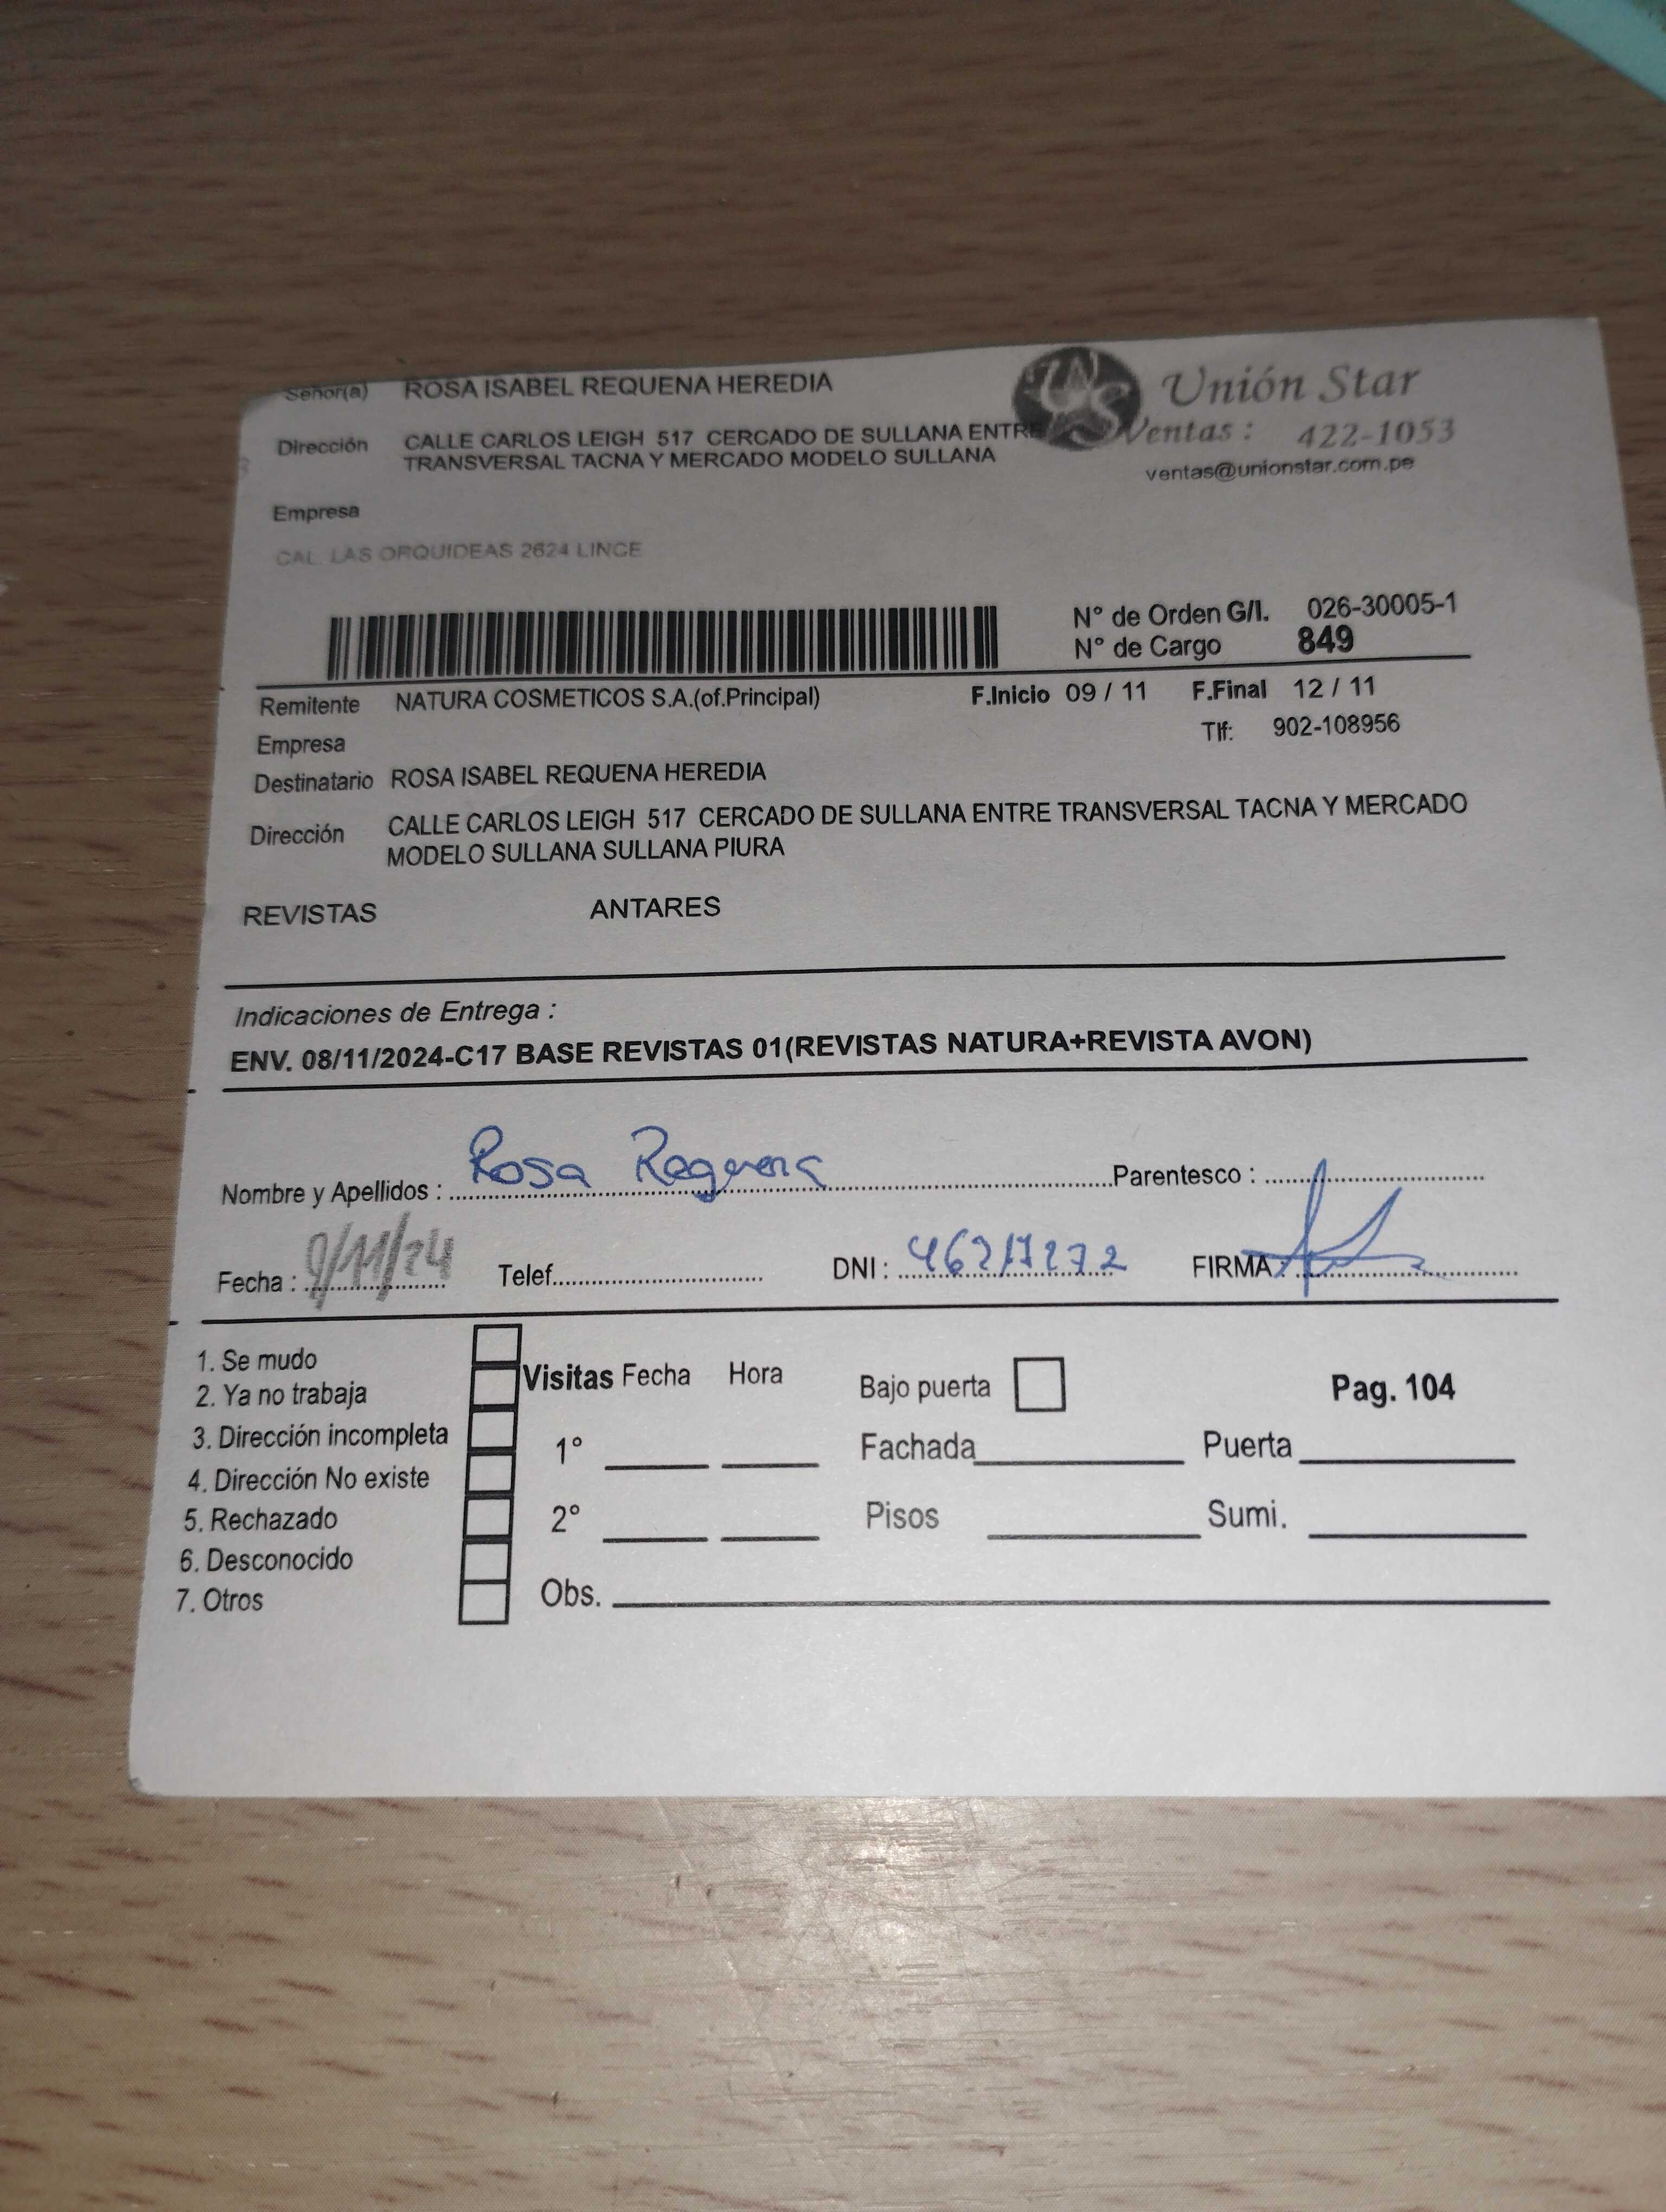 Señor(a) ROSA ISABEL REQUENA HEREDIA
Unión Star
Dirección CALLE CARLOS LEIGH 517 CERCADO DE SULLANA ENTRE
TRANSVERSAL TACNA Y MERCADO MODELO SULLANA
Ventas : 422-1053
ventas@unionstar.com.pe
Empresa
CAL. LAS ORQUIDEAS 2624 LINCE
N° de Orden G/I. 026-30005-1
N° de Cargo 849
Remitente NATURA COSMETICOS S.A.(of.Principal) F.Inicio 09 / 11 F.Final 12 / 11
Empresa Tlf: 902-108956
Destinatario ROSA ISABEL REQUENA HEREDIA
Dirección CALLE CARLOS LEIGH 517 CERCADO DE SULLANA ENTRE TRANSVERSAL TACNA Y MERCADO
MODELO SULLANA SULLANA PIURA
REVISTAS ANTARES
Indicaciones de Entrega :
ENV. 08/11/2024-C17 BASE REVISTAS 01(REVISTAS NATURA+REVISTA AVON)
Nombre y Apellidos : Rosa Requena Parentesco :
Fecha : 9/11/24 Telef. DNI : FIRMA :
1. Se mudo
2. Ya no trabaja
3. Dirección incompleta
4. Dirección No existe
5. Rechazado
6. Desconocido
7. Otros
Visitas Fecha Hora
1°
2°
Obs.
Bajo puerta Pag. 104
Fachada Puerta
Pisos Sumi.